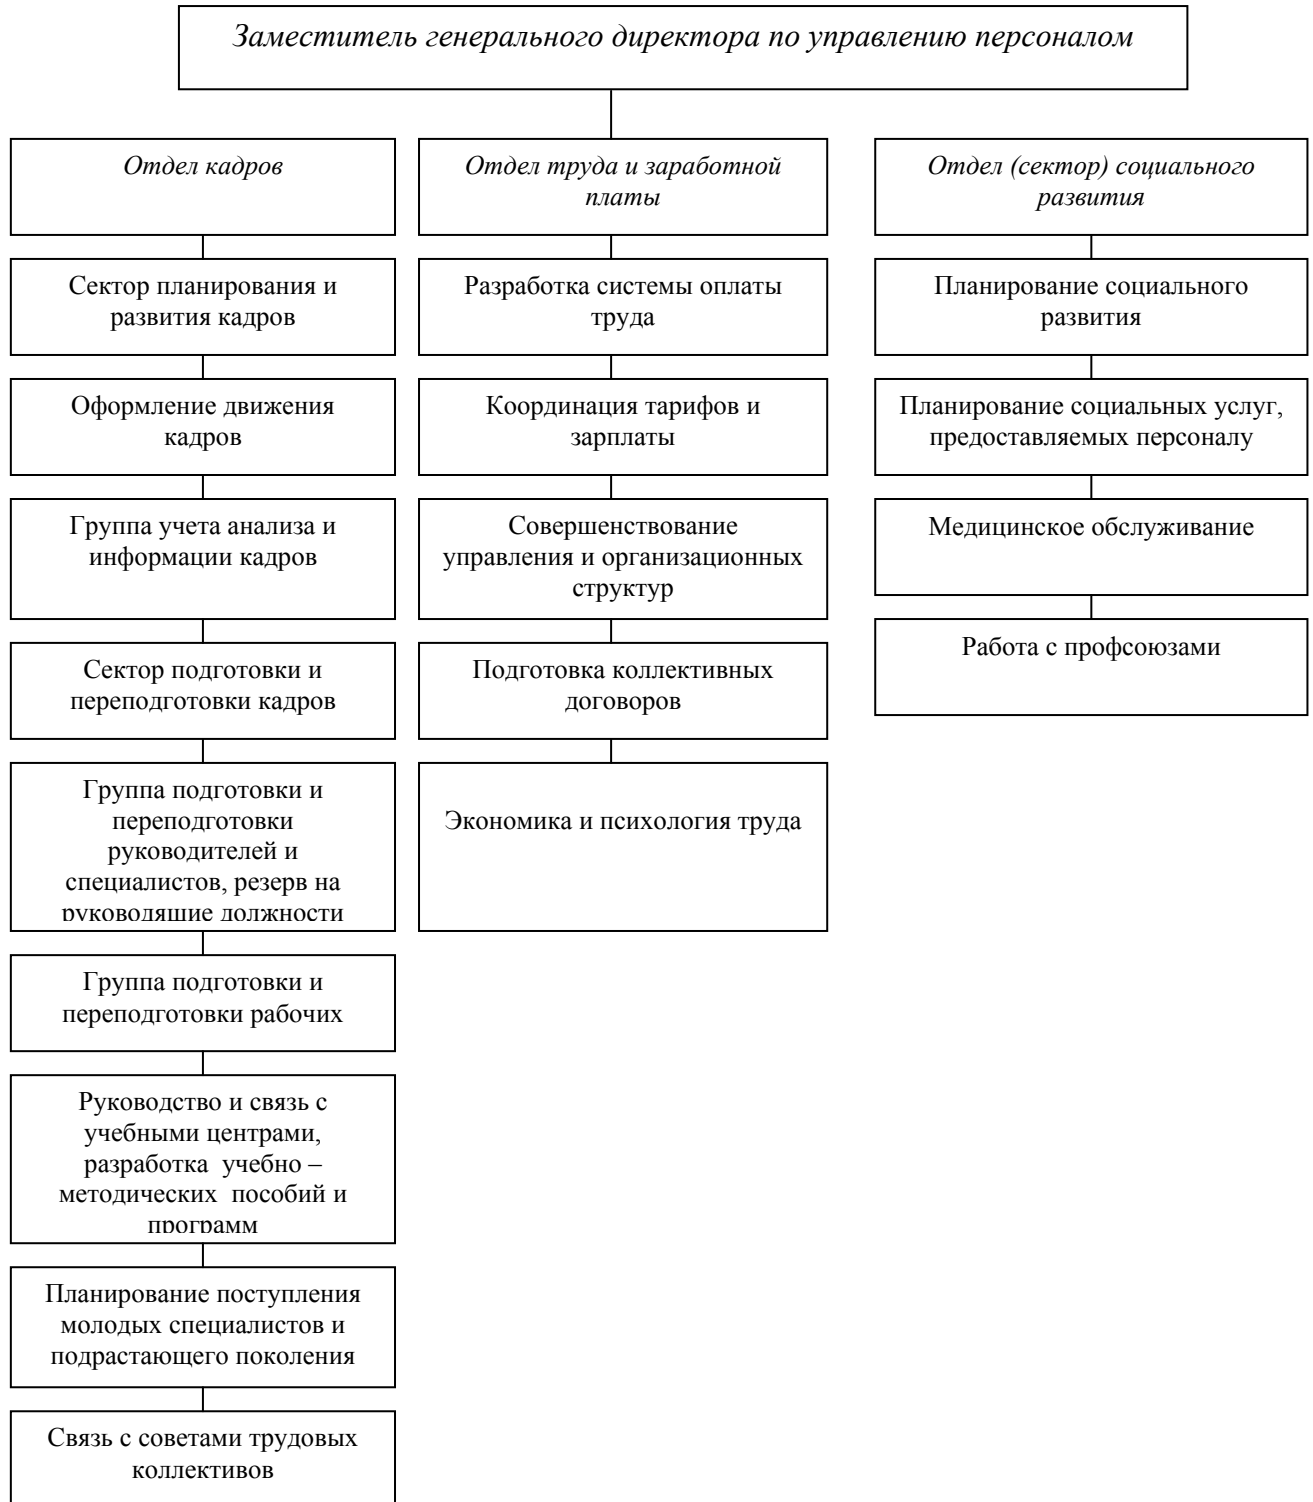 Заместитель генерального директора по управлению персоналом
Отдел кадров
Сектор планирования и
развития кадров
Оформление движения
кадров
Группа учета анализа и
информации кадров
Сектор подготовки и
переподготовки кадров
Группа подготовки и
переподготовки
руководителей и
специалистов, резерв на
руководящие должности
Группа подготовки и
переподготовки рабочих
Руководство и связь с
учебными центрами,
разработка учебно –
методических пособий и
программ
Планирование поступления
молодых специалистов и
подрастающего поколения
Связь с советами трудовых
коллективов
Отдел труда и заработной
платы
Разработка системы оплаты
труда
Координация тарифов и
зарплаты
Совершенствование
управления и организационных
структур
Подготовка коллективных
договоров
Экономика и психология труда
Отдел (сектор) социального
развития
Планирование социального
развития
Планирование социальных услуг,
предоставляемых персоналу
Медицинское обслуживание
Работа с профсоюзами